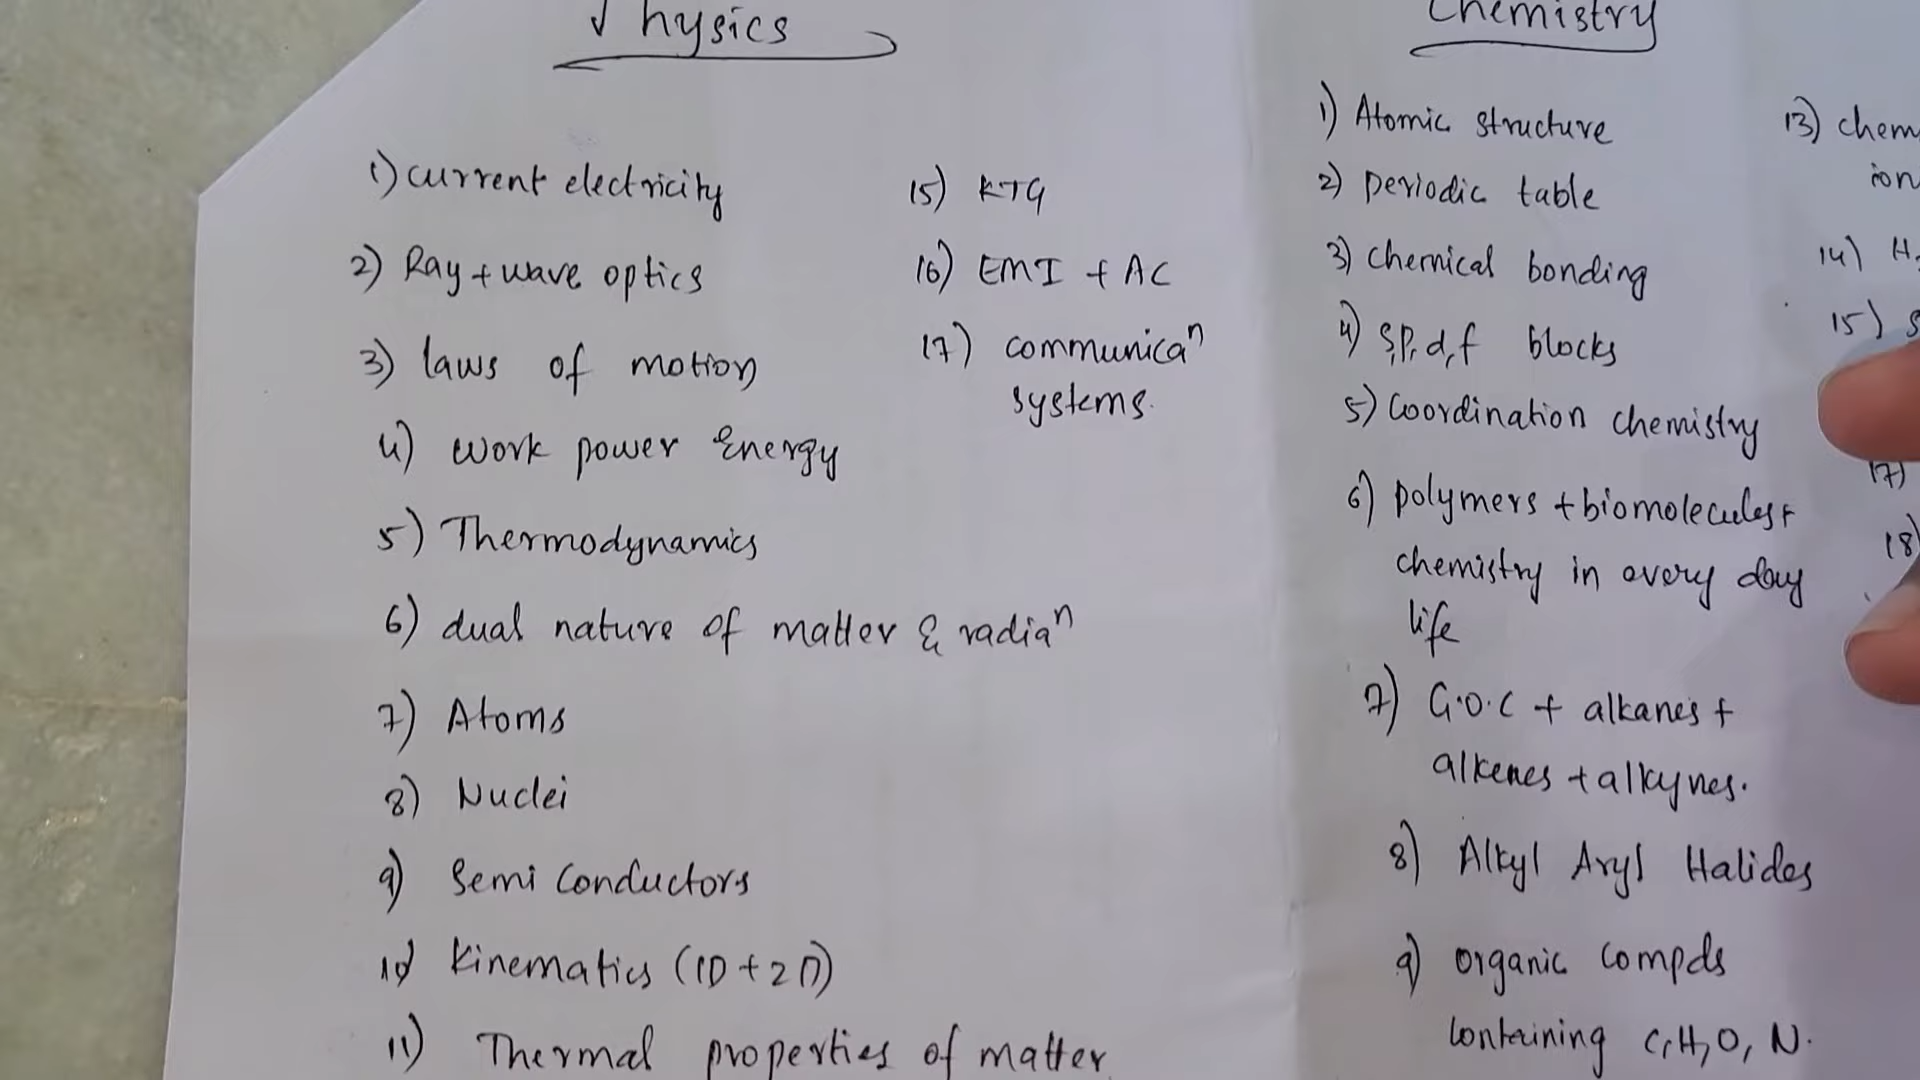 Physics
1) current electricity
2) Ray + wave optics
3) laws of motion
4) work power Energy
5) Thermodynamics
6) dual nature of matter & radiaⁿ
7) Atoms
8) Nuclei
9) Semi Conductors
10) Kinematics (1D + 2D)
11) Thermal properties of matter
15) KTG
16) EMI + AC
17) communicaⁿ
systems.
Chemistry
1) Atomic structure
2) periodic table
3) chemical bonding
4) s,p,d,f blocks
5) Coordination chemistry
6) polymers + biomolecules +
chemistry in every day
life
7) G.O.C + alkanes +
alkenes + alkynes.
8) Alkyl Aryl Halides
9) organic compds
containing C,H,O,N.
13) chem
ion
14) H
15) S
17)
18)